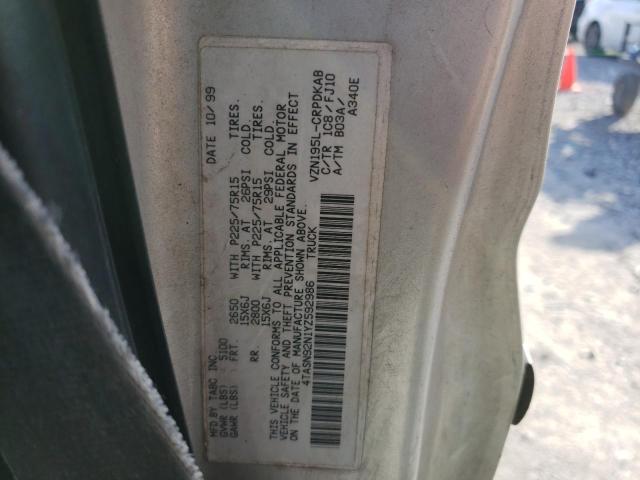 MFD BY TABC INC. DATE 10/99
GVWR (LBS) : 5100
GAWR (LBS): FRT. 2650 WITH P225/75R15 TIRES.
15X6J RIMS. AT 26PSI COLD.
RR 2800 WITH P225/75R15 TIRES.
15X6J RIMS. AT 29PSI COLD.
THIS VEHICLE CONFORMS TO ALL APPLICABLE FEDERAL MOTOR
VEHICLE SAFETY AND THEFT PREVENTION STANDARDS IN EFFECT
ON THE DATE OF MANUFACTURE SHOWN ABOVE.
4TASN92N1YZ592986 TRUCK
VZN195L-CRPDKAB
C/TR 1C8/FJ10
A/TM B03A/
A340E